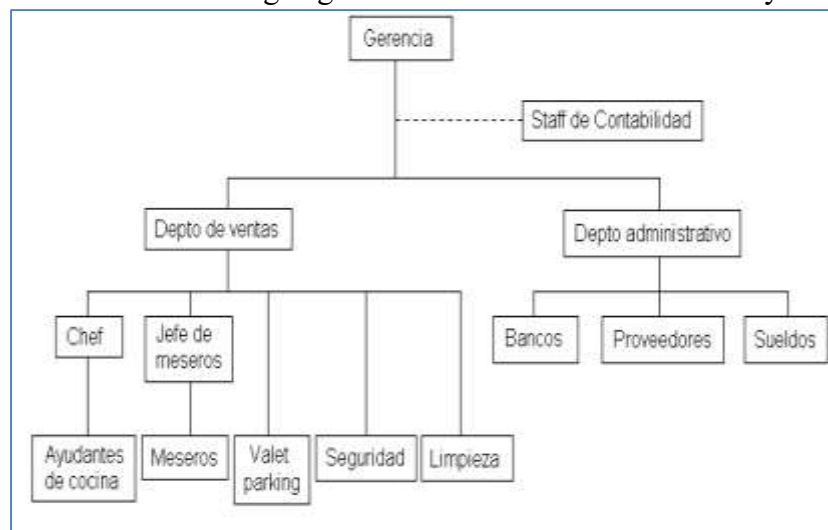 Gerencia
Staff de Contabilidad
Depto de ventas
Depto administrativo
Chef
Jefe de
meseros
Bancos
Proveedores
Sueldos
Ayudantes
de cocina
Meseros
Valet
parking
Seguridad
Limpieza